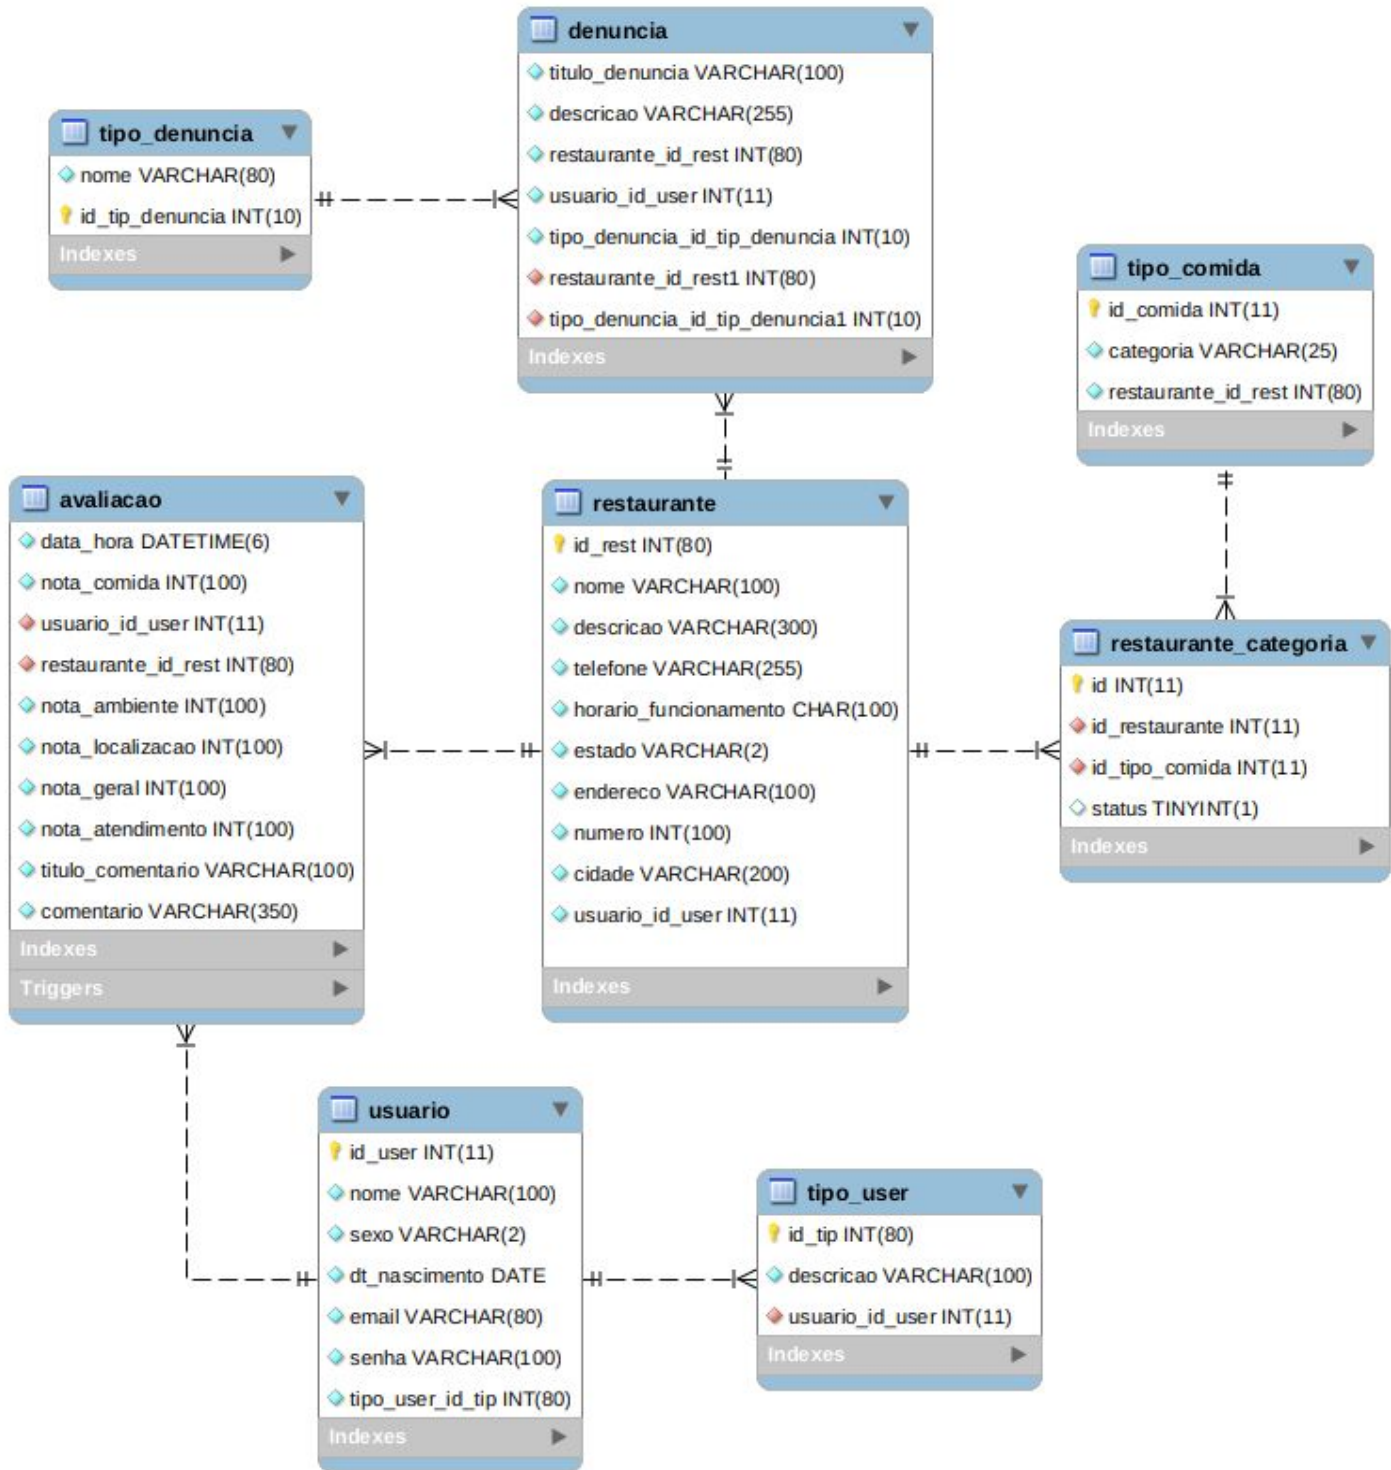 denuncia
titulo_denuncia VARCHAR(100)
descricao VARCHAR(255)
restaurante_id_rest INT(80)
usuario_id_user INT(11)
tipo_denuncia_id_tip_denuncia INT(10)
restaurante_id_rest1 INT(80)
tipo_denuncia_id_tip_denuncia1 INT(10)
Indexes
tipo_denuncia
nome VARCHAR(80)
id_tip_denuncia INT(10)
Indexes
tipo_comida
id_comida INT(11)
categoria VARCHAR(25)
restaurante_id_rest INT(80)
Indexes
avaliacao
data_hora DATETIME(6)
nota_comida INT(100)
usuario_id_user INT(11)
restaurante_id_rest INT(80)
nota_ambiente INT(100)
nota_localizacao INT(100)
nota_geral INT(100)
nota_atendimento INT(100)
titulo_comentario VARCHAR(100)
comentario VARCHAR(350)
Indexes
Triggers
restaurante
id_rest INT(80)
nome VARCHAR(100)
descricao VARCHAR(300)
telefone VARCHAR(255)
horario_funcionamento CHAR(100)
estado VARCHAR(2)
endereco VARCHAR(100)
numero INT(100)
cidade VARCHAR(200)
usuario_id_user INT(11)
Indexes
restaurante_categoria
id INT(11)
id_restaurante INT(11)
id_tipo_comida INT(11)
status TINYINT(1)
Indexes
usuario
id_user INT(11)
nome VARCHAR(100)
sexo VARCHAR(2)
dt_nascimento DATE
email VARCHAR(80)
senha VARCHAR(100)
tipo_user_id_tip INT(80)
Indexes
tipo_user
id_tip INT(80)
descricao VARCHAR(100)
usuario_id_user INT(11)
Indexes